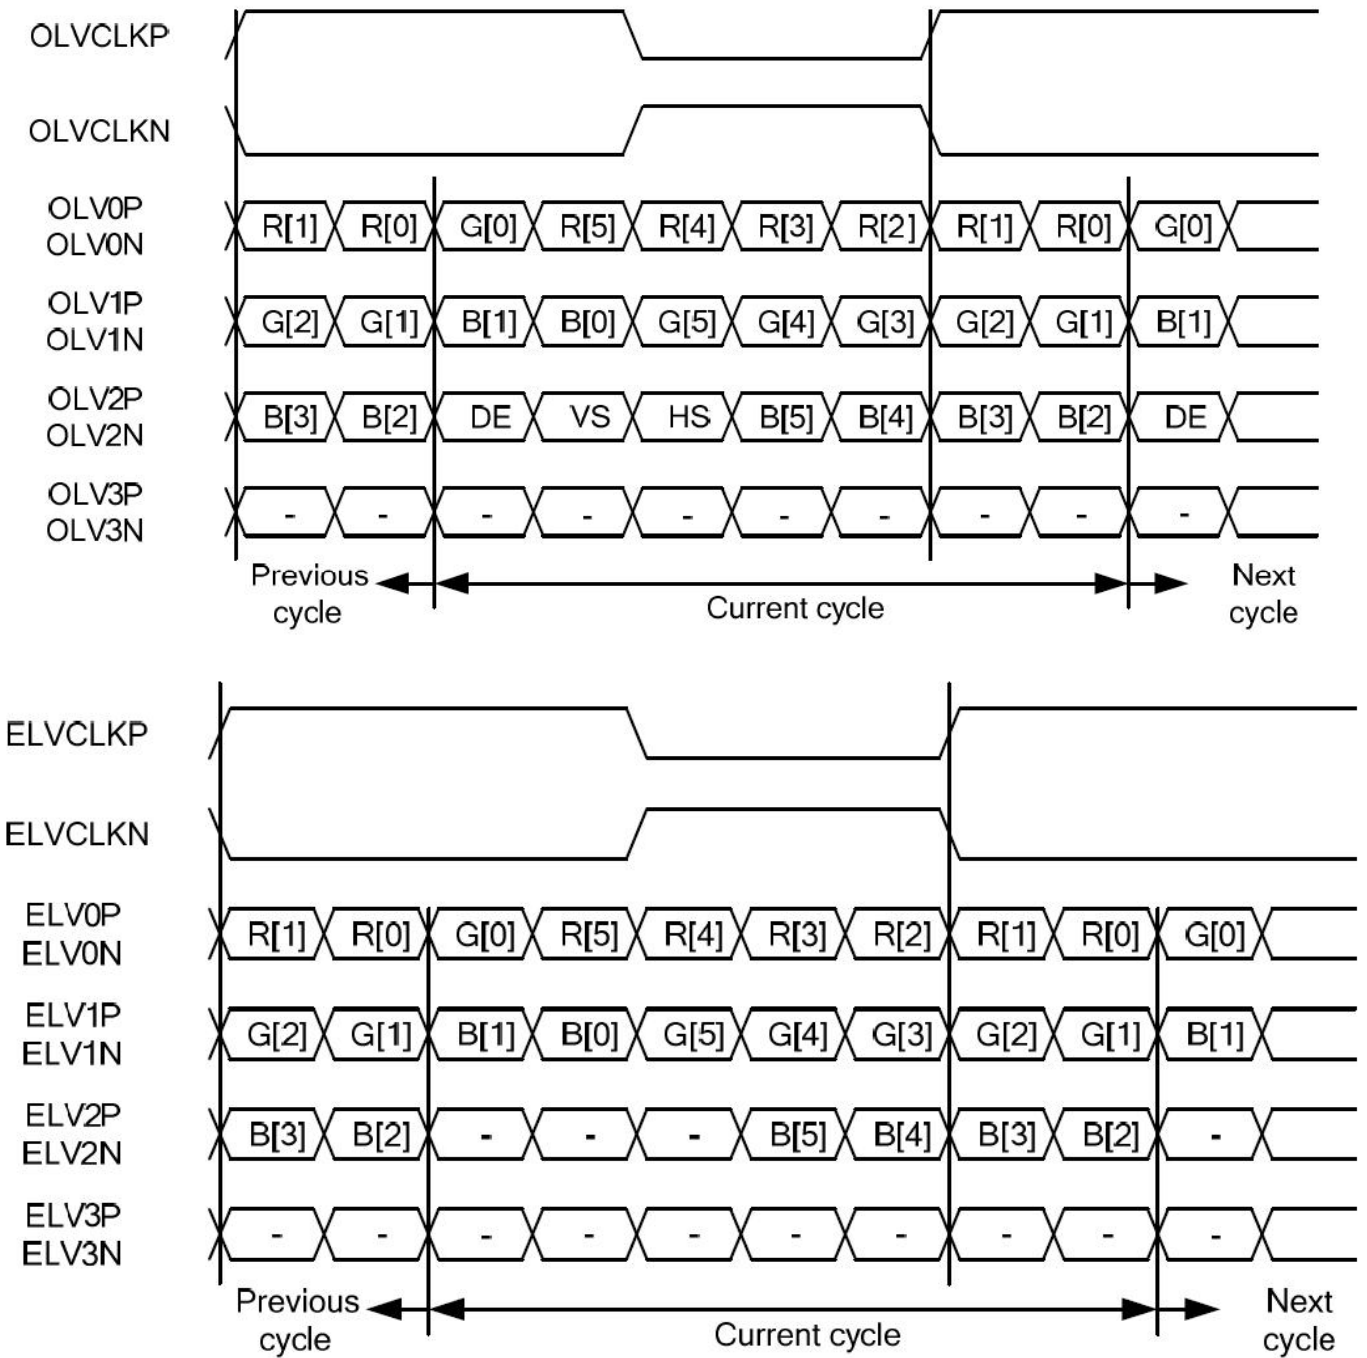 OLVCLKP
OLVCLKN
OLV0P
OLV0N
R[1] R[0] G[0] R[5] R[4] R[3] R[2] R[1] R[0] G[0]
OLV1P
OLV1N
G[2] G[1] B[1] B[0] G[5] G[4] G[3] G[2] G[1] B[1]
OLV2P
OLV2N
B[3] B[2] DE VS HS B[5] B[4] B[3] B[2] DE
OLV3P
OLV3N
- - - - - - - - - -
Previous
cycle
Current cycle
Next
cycle
ELVCLKP
ELVCLKN
ELV0P
ELV0N
R[1] R[0] G[0] R[5] R[4] R[3] R[2] R[1] R[0] G[0]
ELV1P
ELV1N
G[2] G[1] B[1] B[0] G[5] G[4] G[3] G[2] G[1] B[1]
ELV2P
ELV2N
B[3] B[2] - - - B[5] B[4] B[3] B[2] -
ELV3P
ELV3N
- - - - - - - - - -
Previous
cycle
Current cycle
Next
cycle